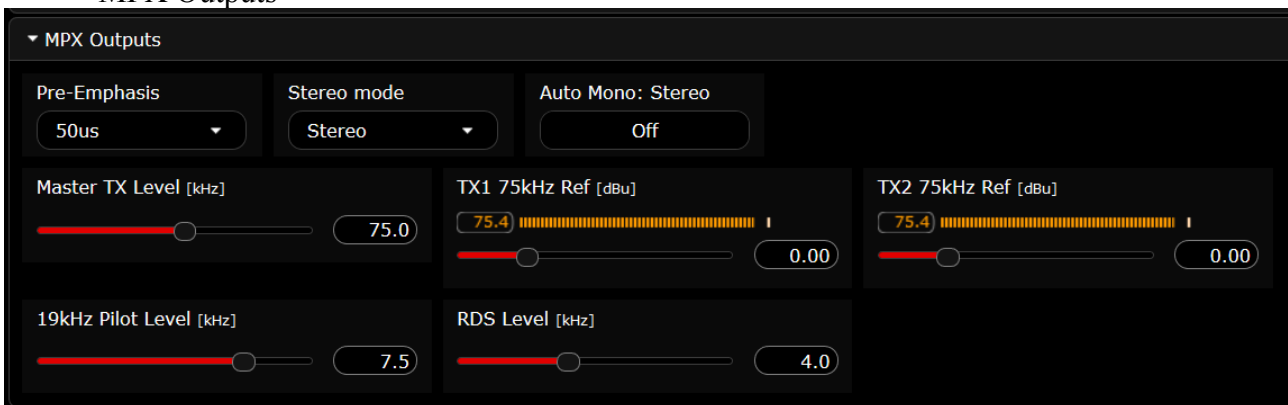 MPX Outputs
MPX Outputs
Pre-Emphasis Stereo mode Auto Mono: Stereo
50us Stereo Off
Master TX Level [kHz] TX1 75kHz Ref [dBu] TX2 75kHz Ref [dBu]
75.4 75.4
75.0 0.00 0.00
19kHz Pilot Level [kHz] RDS Level [kHz]
7.5 4.0